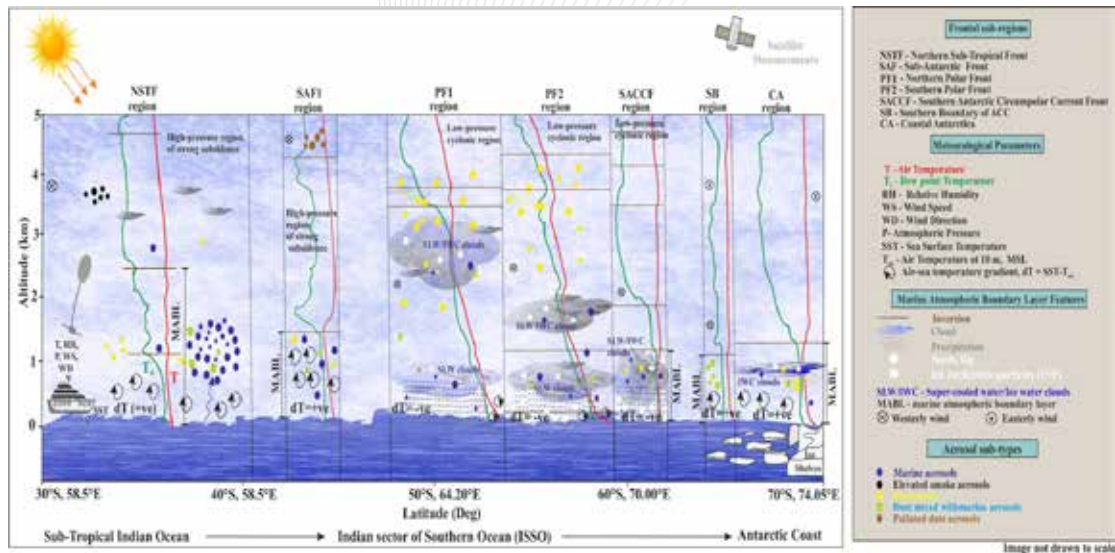 Satellite
Measurements
NSTF
region
SAF1
region
PF1
region
PF2
region
SACCF
region
SB
region
CA
region
High-pressure region
of strong subsidence
High-pressure
region
of strong
subsidence
Low-pressure
cyclonic region
Low-pressure
cyclonic region
Low-pressure
cyclonic region
Altitude (km)
5
4
3
2
1
0
SLW/IWC clouds
SLW/IWC clouds
SLW/IWC
clouds
SLW clouds
SLW clouds
IWC clouds
MABL
MABL
MABL
MABL
MABL
T, RH,
P, WS,
WD
SST
T
dT (+ve)
dT=+ve
dT=-ve
dT=-ve
dT=-ve
dT=+ve
dT=+ve
Ice
Shelves
30°S, 58.5°E
40°S, 58.5°E
50°S, 64.20°E
60°S, 70.00°E
70°S, 74.05°E
Latitude (Deg)
Sub-Tropical Indian Ocean
Indian sector of Southern Ocean (ISSO)
Antarctic Coast
Frontal sub-regions
NSTF - Northern Sub-Tropical Front
SAF - Sub-Antarctic Front
PF1 - Northern Polar Front
PF2 - Southern Polar Front
SACCF - Southern Antarctic Circumpolar Current Front
SB - Southern Boundary of ACC
CA - Coastal Antarctica
Meteorological Parameters
T - Air Temperature
Dew point Temperature
RH - Relative Humidity
WS - Wind Speed
WD - Wind Direction
P- Atmospheric Pressure
SST - Sea Surface Temperature
- Air Temperature at 10 m, MSL
Air-sea temperature gradient, dT = SST-T
Marine Atmospheric Boundary Layer Features
Inversion
Cloud
Precipitation
SLW/IWC - Super-cooled water/Ice water clouds
MABL - marine atmospheric boundary layer
Westerly wind
Easterly wind
Aerosol sub-types
Marine aerosols
Elevated smoke aerosols
Dust mixed with marine aerosols
Polluted dust aerosols
Image not drawn to scale